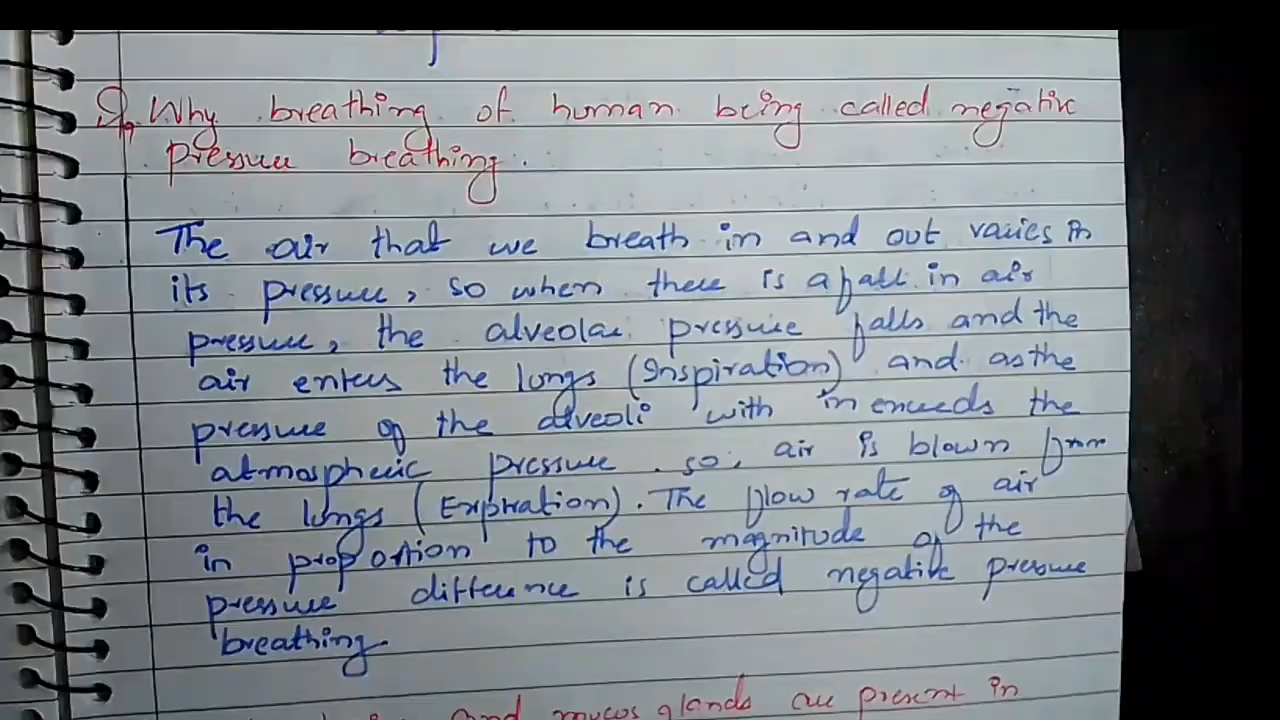 Q. Why breathing of human being called negative
pressure breathing.
The air that we breath in and out varies in
its pressure, so when there is a fall in air
pressure, the alveolar pressure falls and the
air enters the lungs (Inspiration) and as the
pressure of the alveoli with in exceeds the
atmospheric pressure. so, air is blown from
the lungs (Expiration). The flow rate of air
in proportion to the magnitude of the
pressure difference is called negative pressure
breathing.
and mucos glands are present in